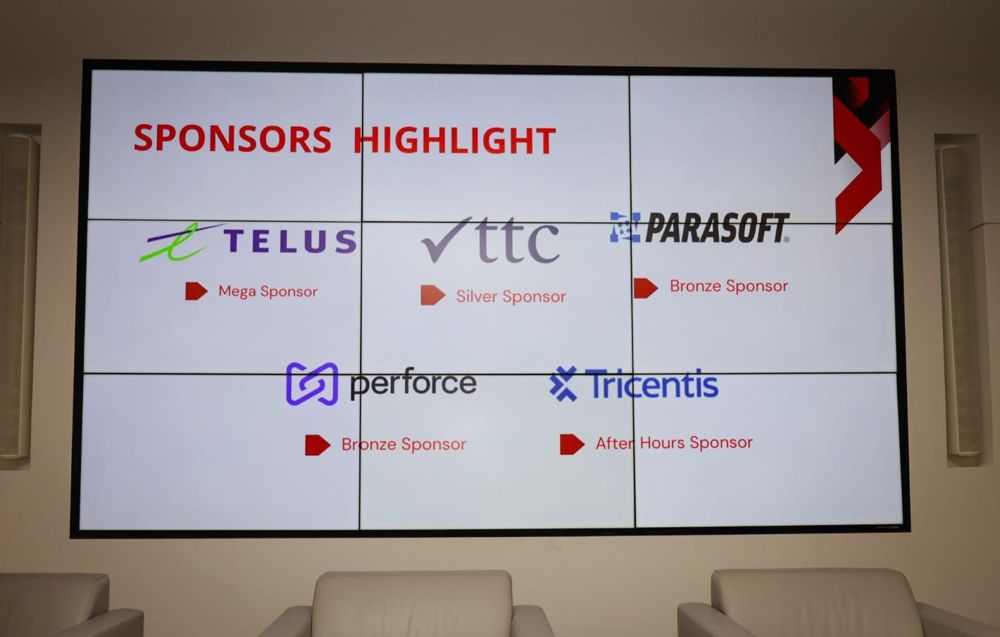 SPONSORS HIGHLIGHT
TELUS
Mega Sponsor
ttc
Silver Sponsor
PARASOFT
Bronze Sponsor
perforce
Bronze Sponsor
Tricentis
After Hours Sponsor